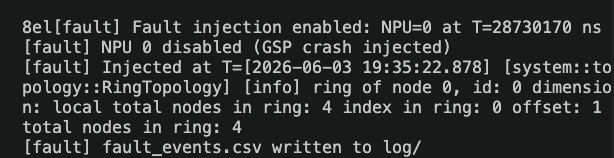 8el[fault] Fault injection enabled: NPU=0 at T=28730170 ns
[fault] NPU 0 disabled (GSP crash injected)
[fault] Injected at T=[2026-06-03 19:35:22.878] [system::to
pology::RingTopology] [info] ring of node 0, id: 0 dimensio
n: local total nodes in ring: 4 index in ring: 0 offset: 1
total nodes in ring: 4
[fault] fault_events.csv written to log/